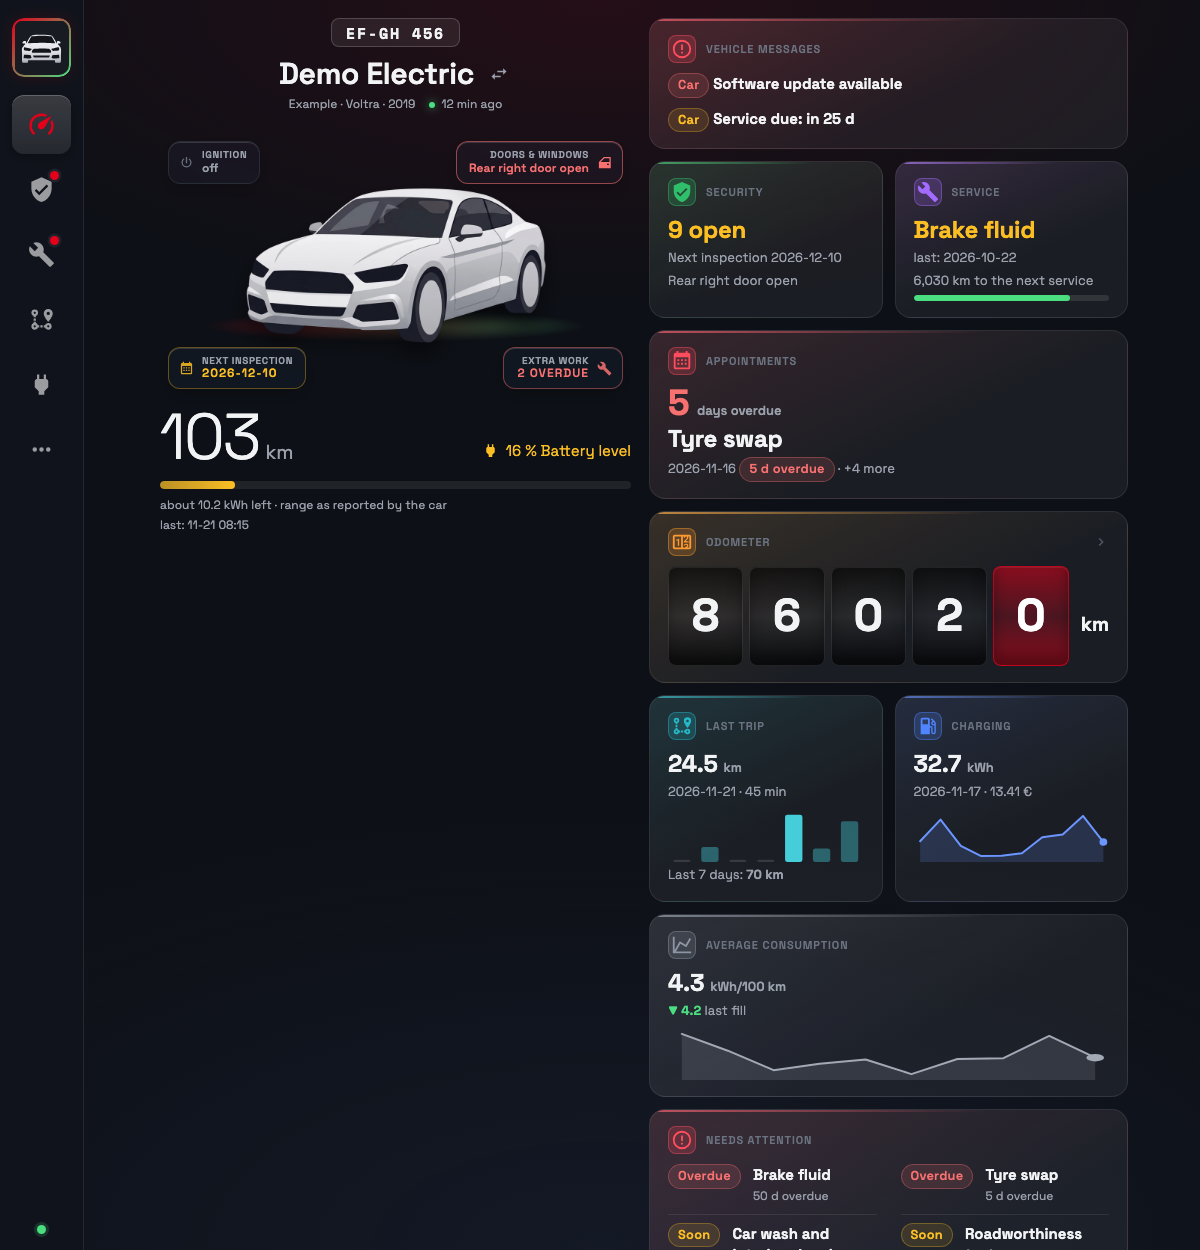 EF-GH 456
Demo Electric
Example · Voltra · 2019 12 min ago
IGNITION
off
DOORS & WINDOWS
Rear right door open
NEXT INSPECTION
2026-12-10
EXTRA WORK
2 OVERDUE
103 km
16 % Battery level
about 10.2 kWh left · range as reported by the car
last: 11-21 08:15
VEHICLE MESSAGES
Car Software update available
Car Service due: in 25 d
SECURITY
9 open
Next inspection 2026-12-10
Rear right door open
SERVICE
Brake fluid
last: 2026-10-22
6,030 km to the next service
APPOINTMENTS
5 days overdue
Tyre swap
2026-11-16 5 d overdue · +4 more
ODOMETER
8 6 0 2 0 km
LAST TRIP
24.5 km
2026-11-21 · 45 min
Last 7 days: 70 km
CHARGING
32.7 kWh
2026-11-17 · 13.41 €
AVERAGE CONSUMPTION
4.3 kWh/100 km
▼ 4.2 last fill
NEEDS ATTENTION
Overdue Brake fluid
50 d overdue
Overdue Tyre swap
5 d overdue
Soon Car wash and
Soon Roadworthiness